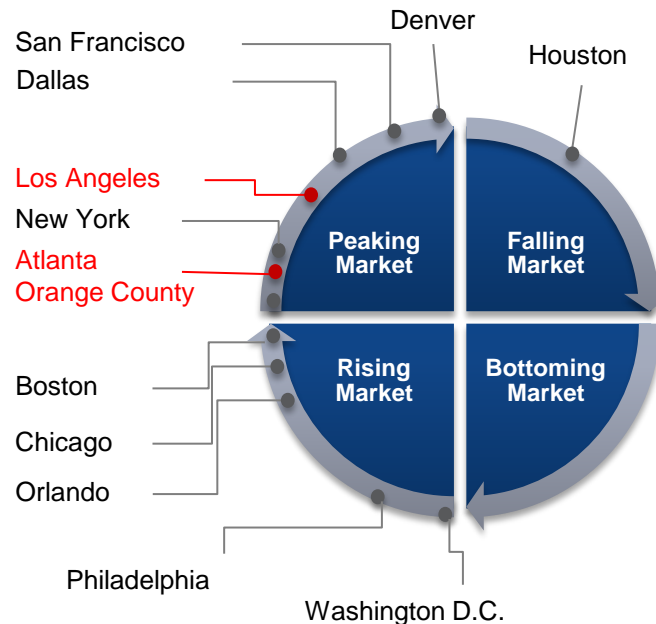 Denver
San Francisco
Houston
Dallas
Los Angeles
New York
Atlanta
Orange County
Peaking
Market
Falling
Market
Rising
Market
Bottoming
Market
Boston
Chicago
Orlando
Philadelphia
Washington D.C.